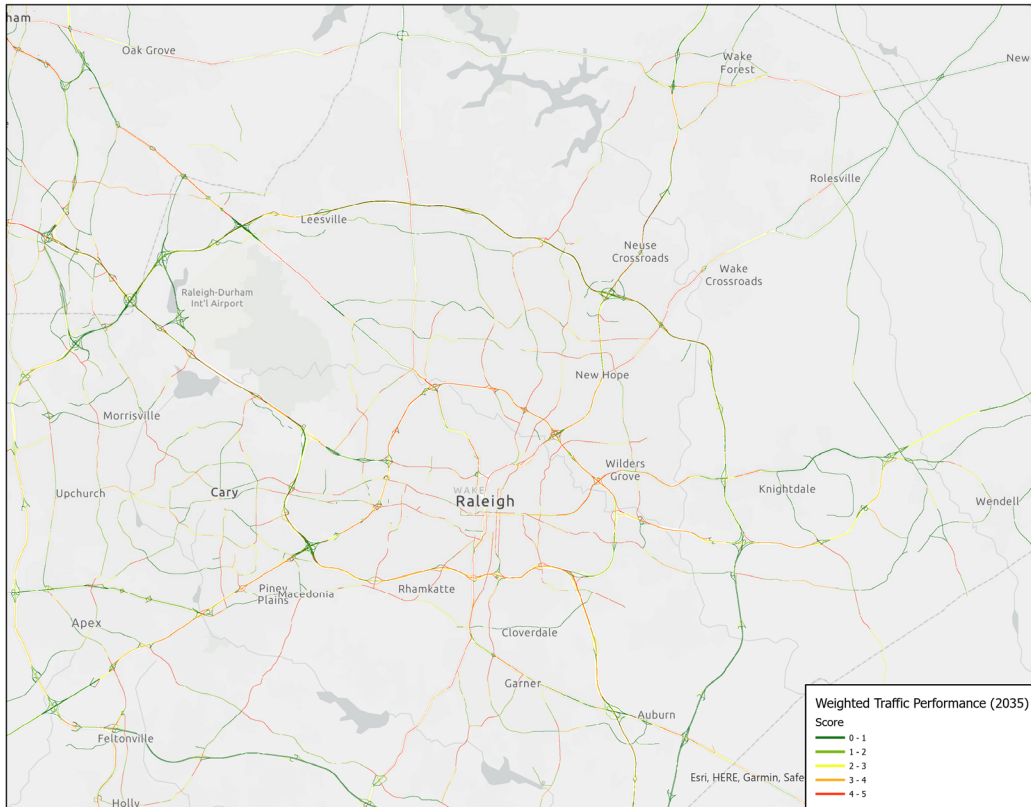 ham
Oak Grove
Wake
Forest
New
Rolesville
Leesville
Neuse
Crossroads
Wake
Crossroads
Raleigh-Durham
Int'l Airport
New Hope
Morrisville
Wilders
Grove
Upchurch
Cary
WAKE
Raleigh
Knightdale
Wendell
Piney
Plains
Macedonia
Rhamkatte
Apex
Cloverdale
Garner
Auburn
Feltonville
Holly
Esri, HERE, Garmin, Safe
Weighted Traffic Performance (2035)
Score
0 - 1
1 - 2
2 - 3
3 - 4
4 - 5